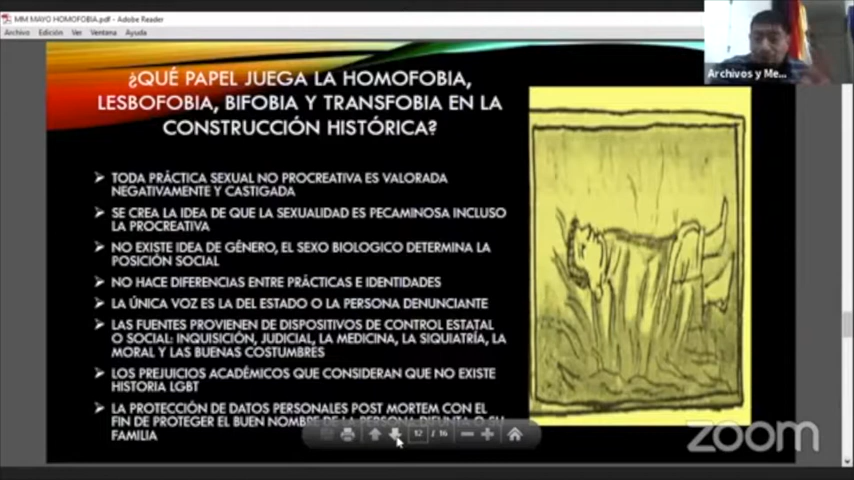 MM MAYO HOMOFOBIA.pdf - Adobe Reader
Archivo Edición Ver Ventana Ayuda
Archivos y Me...
¿QUÉ PAPEL JUEGA LA HOMOFOBIA,
LESBOFOBIA, BIFOBIA Y TRANSFOBIA EN LA
CONSTRUCCIÓN HISTÓRICA?
TODA PRÁCTICA SEXUAL NO PROCREATIVA ES VALORADA
NEGATIVAMENTE Y CASTIGADA
SE CREA LA IDEA DE QUE LA SEXUALIDAD ES PECAMINOSA INCLUSO
LA PROCREATIVA
NO EXISTE IDEA DE GÉNERO, EL SEXO BIOLOGICO DETERMINA LA
POSICIÓN SOCIAL
NO HACE DIFERENCIAS ENTRE PRÁCTICAS E IDENTIDADES
LA ÚNICA VOZ ES LA DEL ESTADO O LA PERSONA DENUNCIANTE
LAS FUENTES PROVIENEN DE DISPOSITIVOS DE CONTROL ESTATAL
O SOCIAL: INQUISICIÓN, JUDICIAL, LA MEDICINA, LA SIQUIATRÍA, LA
MORAL Y LAS BUENAS COSTUMBRES
LOS PREJUICIOS ACADÉMICOS QUE CONSIDERAN QUE NO EXISTE
HISTORIA LGBT
LA PROTECCIÓN DE DATOS PERSONALES POST MORTEM CON EL
FIN DE PROTEGER EL BUEN NOMBRE DE LA PERSONA DIFUNTA O SU
FAMILIA
12 / 16
zoom